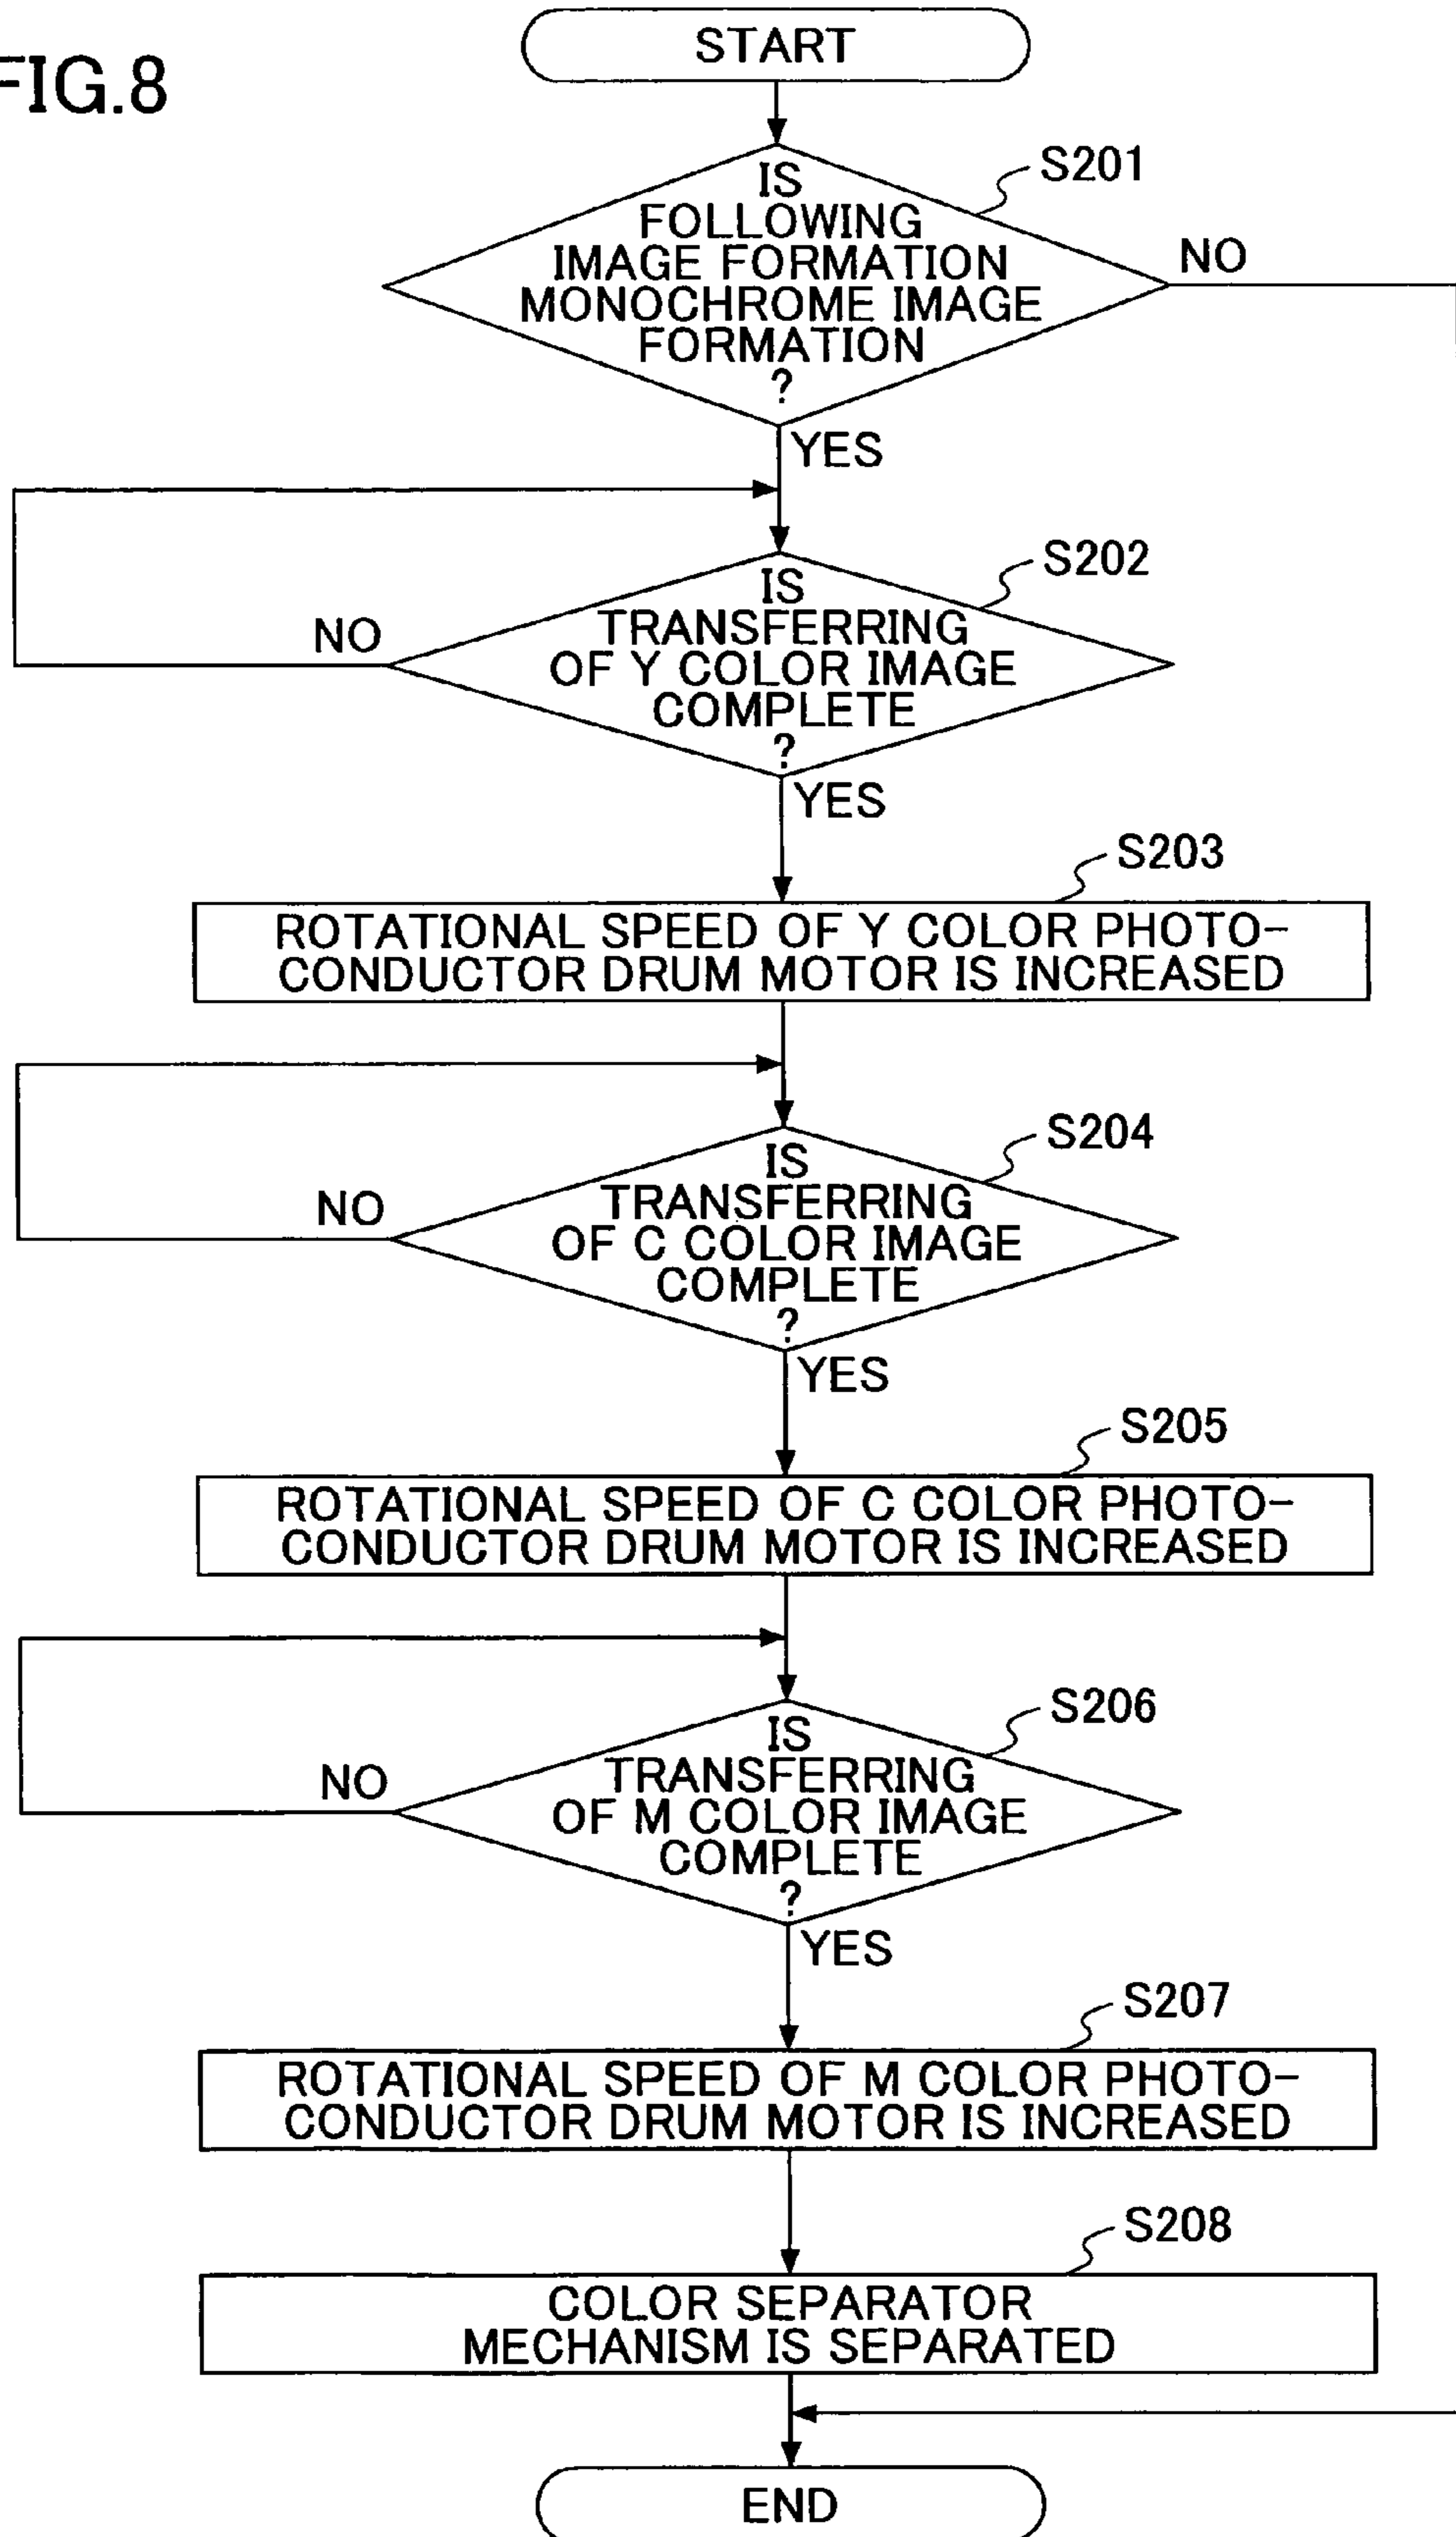 FIG.8
START
S201
IS
FOLLOWING
IMAGE FORMATION
MONOCHROME IMAGE
FORMATION
?
NO
YES
S202
IS
TRANSFERRING
OF Y COLOR IMAGE
COMPLETE
?
NO
YES
S203
ROTATIONAL SPEED OF Y COLOR PHOTO-
CONDUCTOR DRUM MOTOR IS INCREASED
S204
IS
TRANSFERRING
OF C COLOR IMAGE
COMPLETE
?
NO
YES
S205
ROTATIONAL SPEED OF C COLOR PHOTO-
CONDUCTOR DRUM MOTOR IS INCREASED
S206
IS
TRANSFERRING
OF M COLOR IMAGE
COMPLETE
?
NO
YES
S207
ROTATIONAL SPEED OF M COLOR PHOTO-
CONDUCTOR DRUM MOTOR IS INCREASED
S208
COLOR SEPARATOR
MECHANISM IS SEPARATED
END